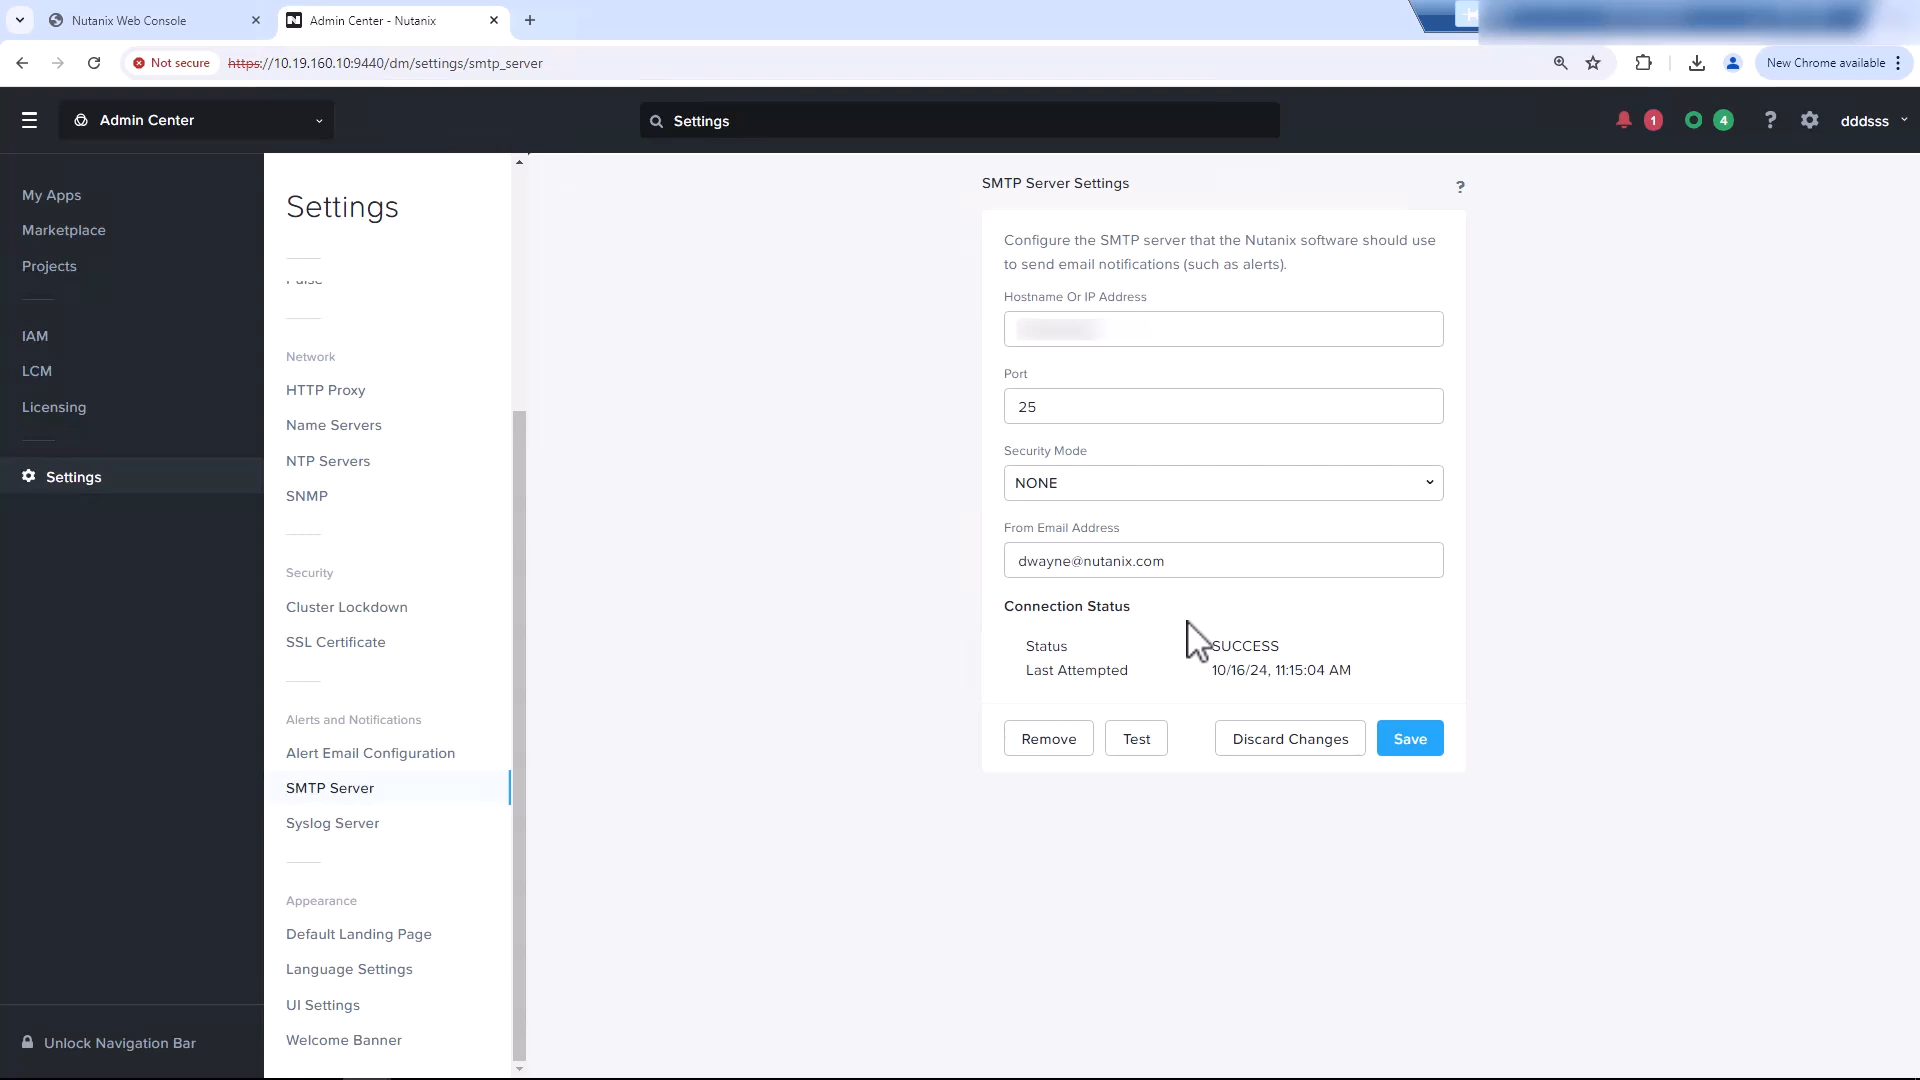 Nutanix Web Console
Admin Center - Nutanix
Not secure
https://10.19.160.10:9440/dm/settings/smtp_server
New Chrome available
Admin Center
Settings
1
4
?
dddsss
My Apps
Marketplace
Projects
IAM
LCM
Licensing
Settings
Unlock Navigation Bar
Settings
Pulse
Network
HTTP Proxy
Name Servers
NTP Servers
SNMP
Security
Cluster Lockdown
SSL Certificate
Alerts and Notifications
Alert Email Configuration
SMTP Server
Syslog Server
Appearance
Default Landing Page
Language Settings
UI Settings
Welcome Banner
SMTP Server Settings
?
Configure the SMTP server that the Nutanix software should use
to send email notifications (such as alerts).
Hostname Or IP Address
Port
25
Security Mode
NONE
From Email Address
dwayne@nutanix.com
Connection Status
Status SUCCESS
Last Attempted 10/16/24, 11:15:04 AM
Remove Test Discard Changes Save